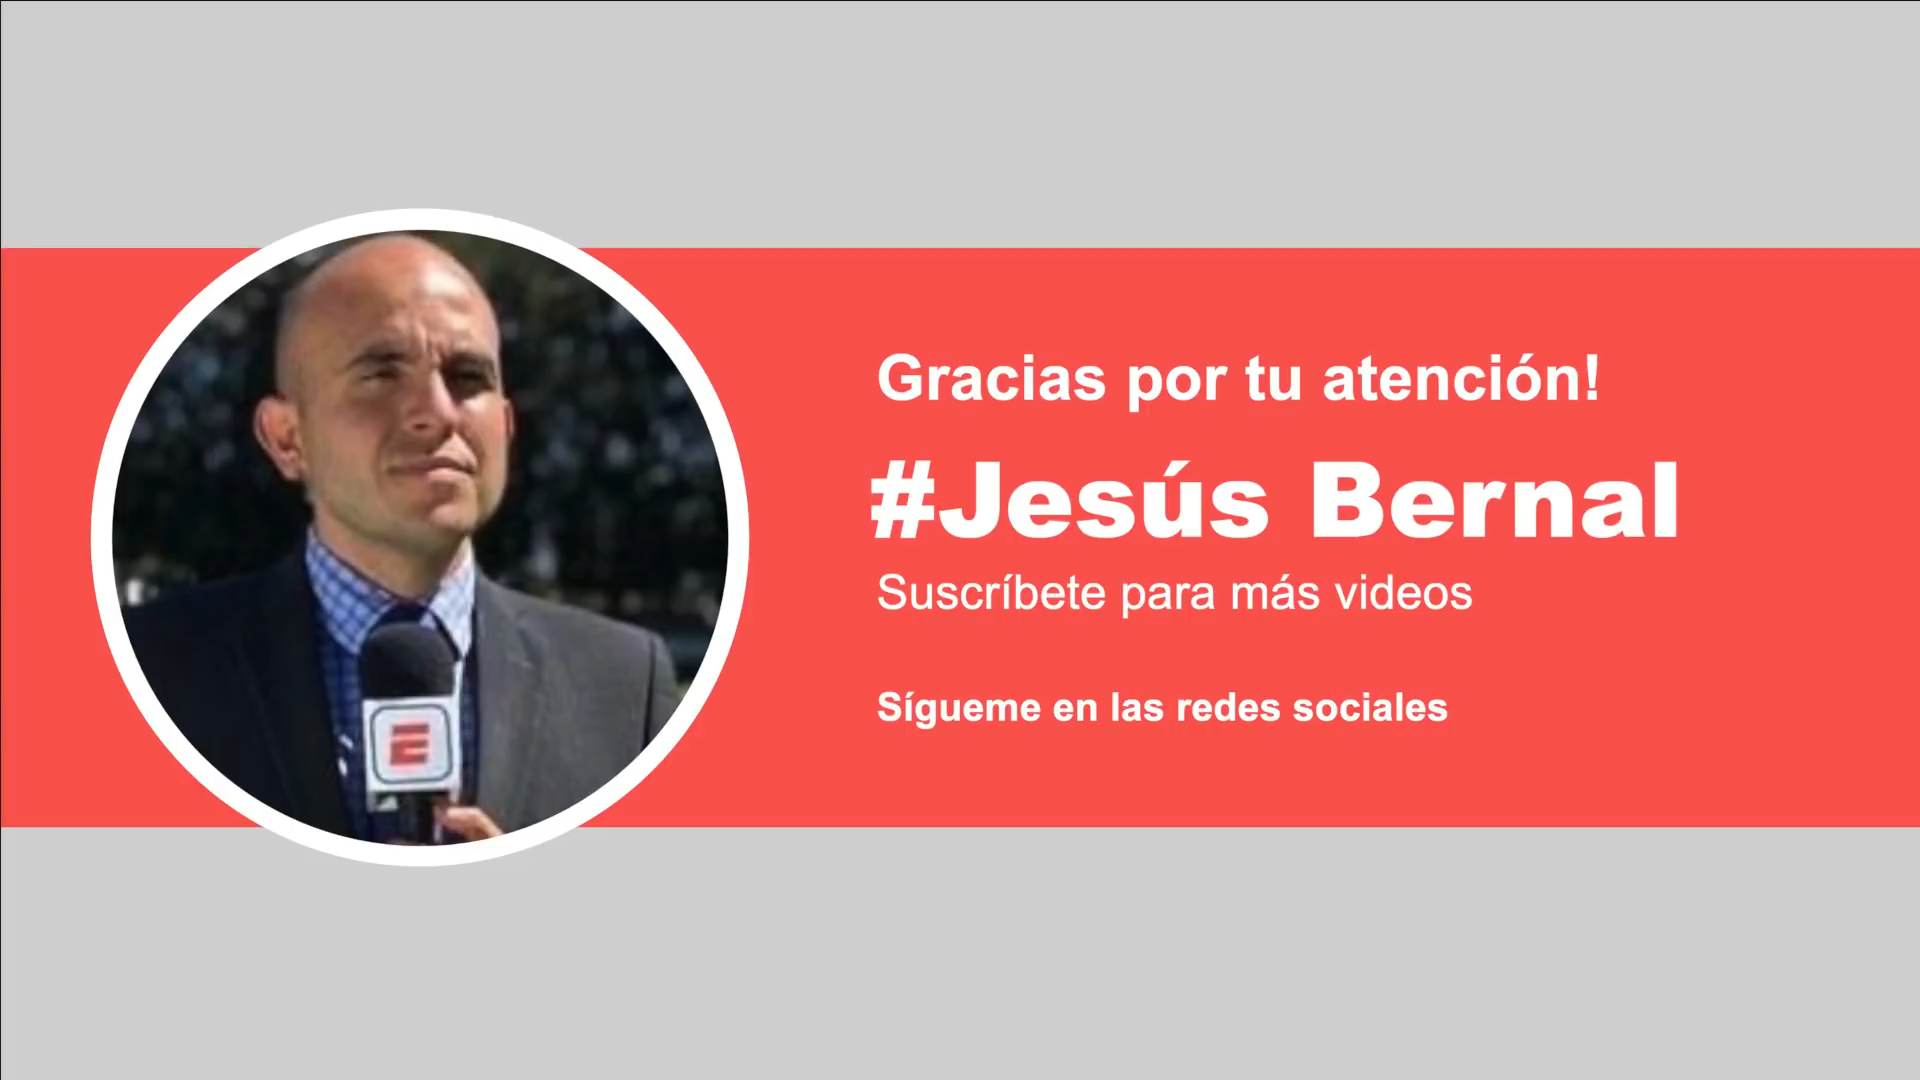 Gracias por tu atención!
#Jesús Bernal
Suscríbete para más videos
Sígueme en las redes sociales
E